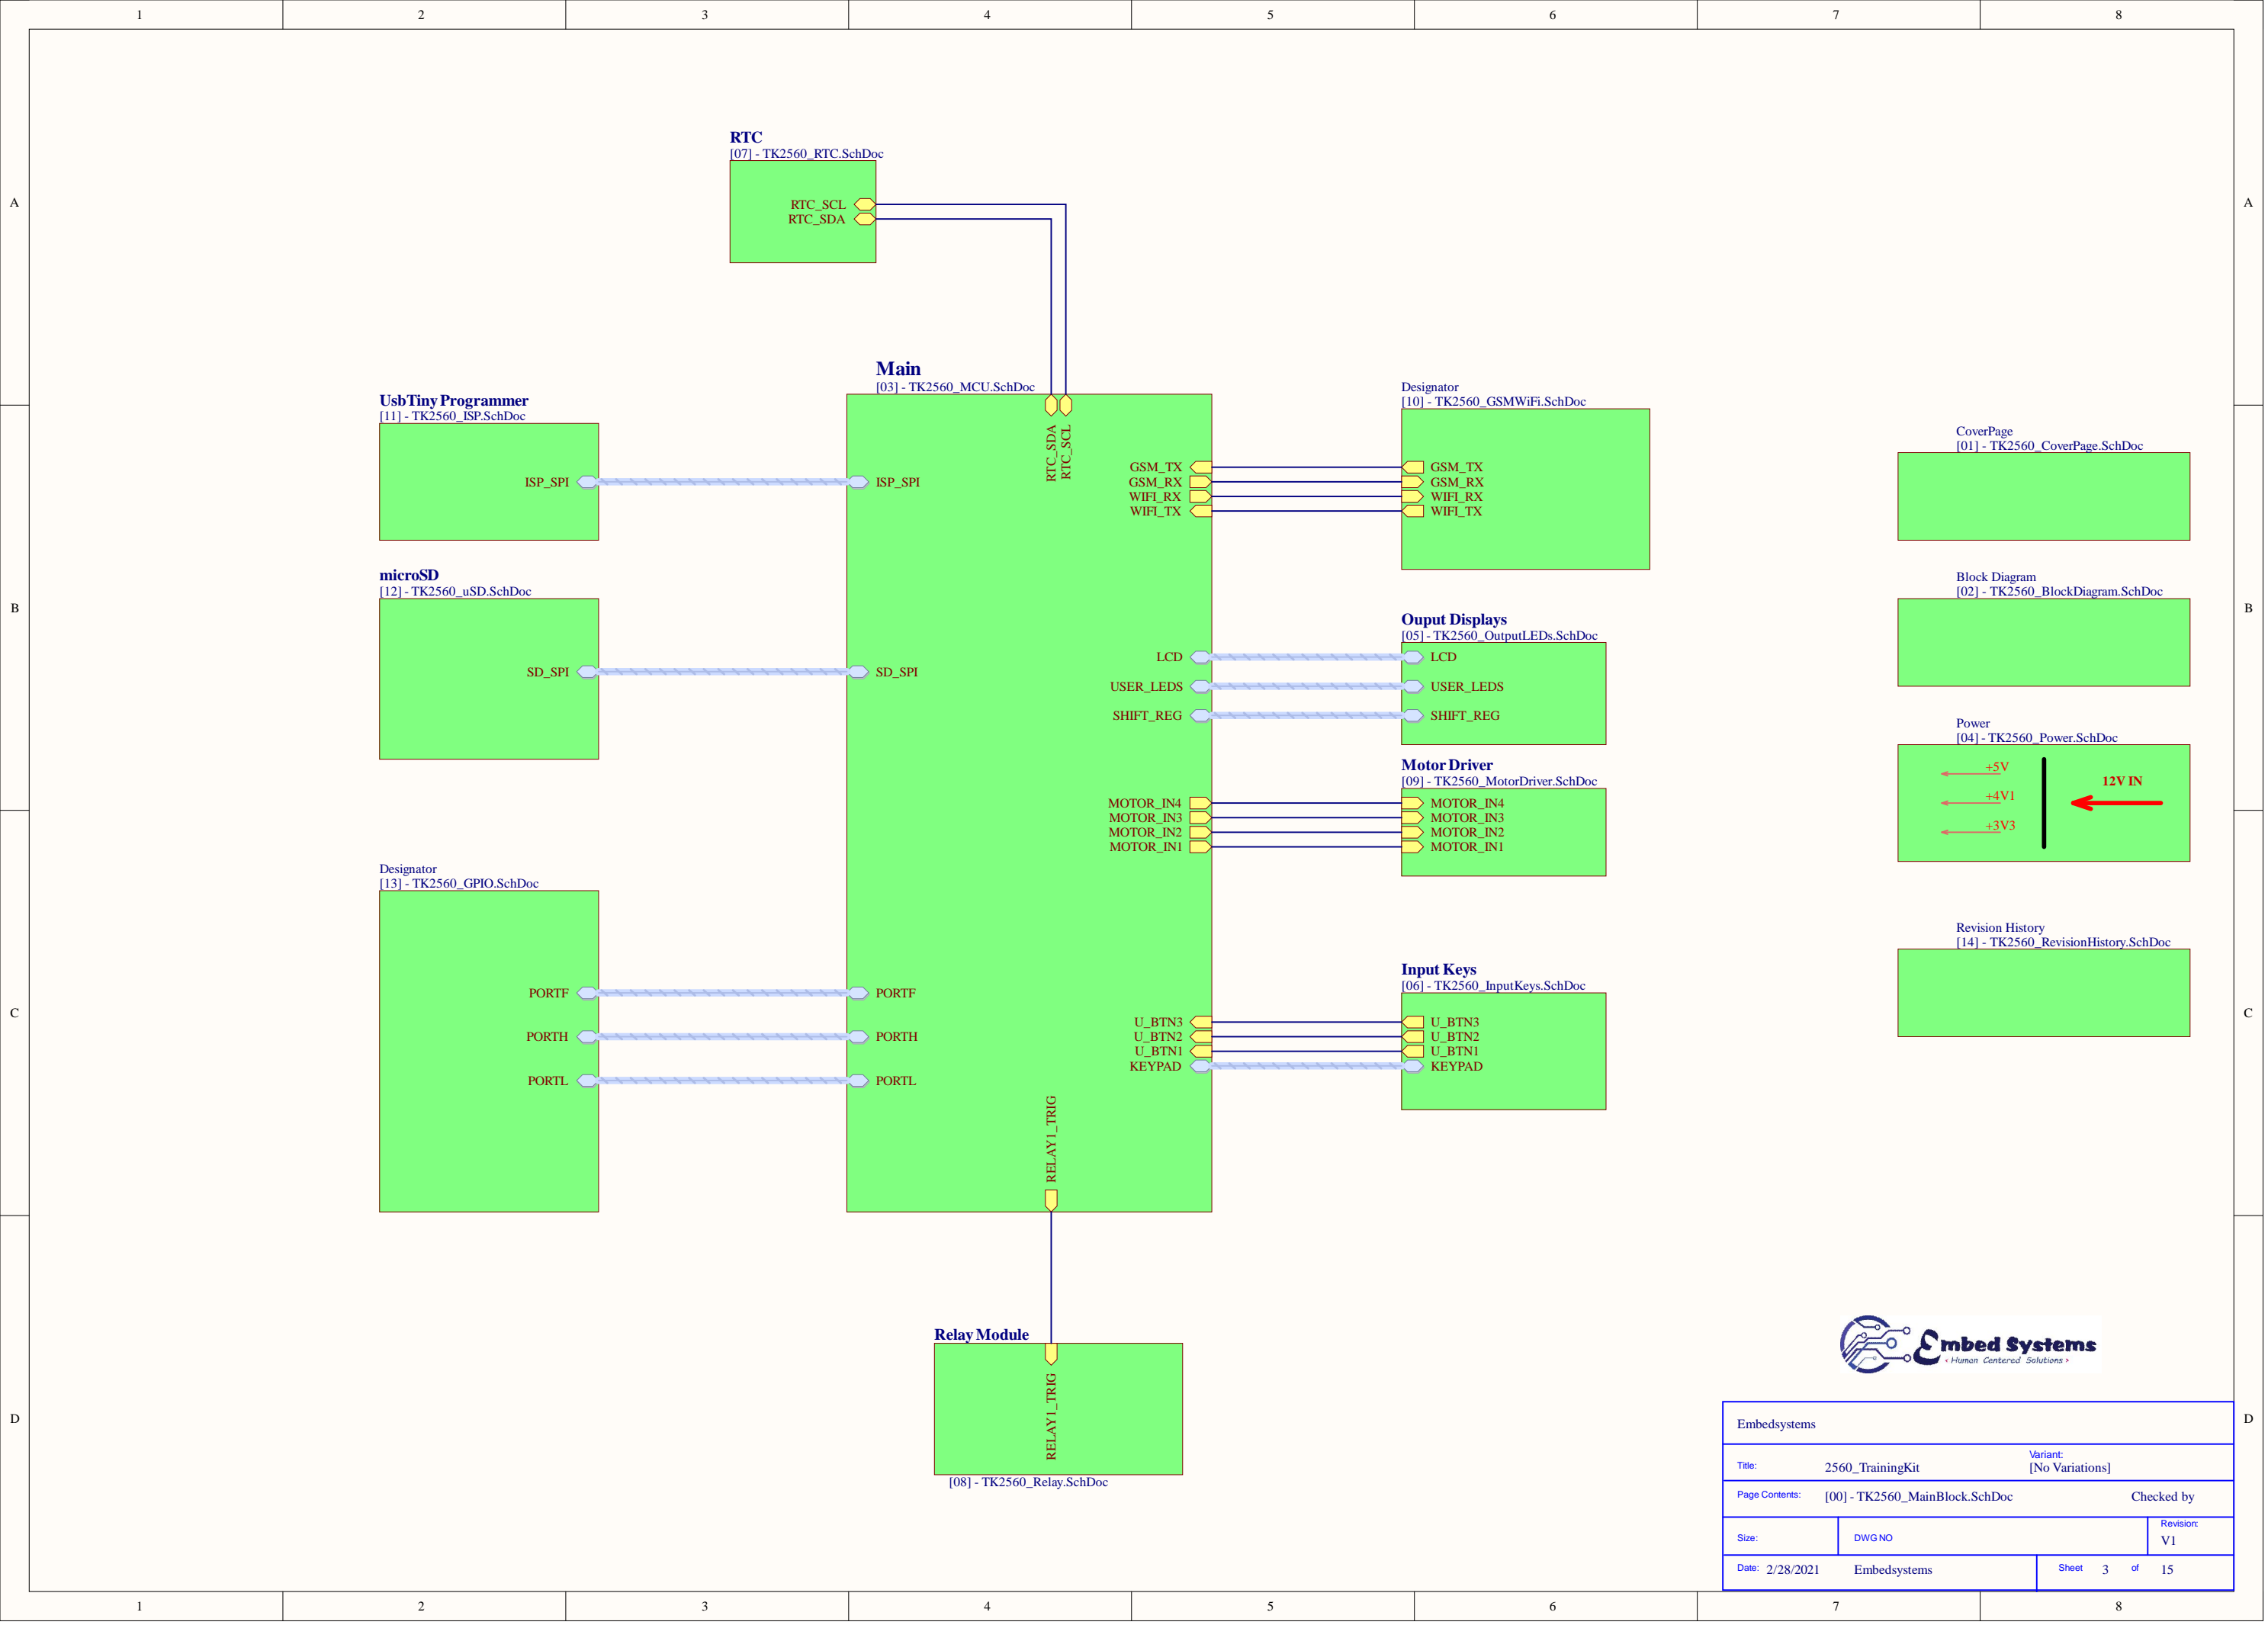 1 2 3 4 5 6 7 8
A A
RTC
[07] - TK2560_RTC.SchDoc
RTC_SCL
RTC_SDA
Main
[03] - TK2560_MCU.SchDoc
RTC_SDA
RTC_SCL
UsbTiny Programmer
[11] - TK2560_ISP.SchDoc
ISP_SPI ISP_SPI
microSD
[12] - TK2560_uSD.SchDoc
SD_SPI SD_SPI
Designator
[13] - TK2560_GPIO.SchDoc
PORTF PORTF
PORTH PORTH
PORTL PORTL
Designator
[10] - TK2560_GSMWiFi.SchDoc
GSM_TX GSM_TX
GSM_RX GSM_RX
WIFI_RX WIFI_RX
WIFI_TX WIFI_TX
Ouput Displays
[05] - TK2560_OutputLEDs.SchDoc
LCD LCD
USER_LEDS USER_LEDS
SHIFT_REG SHIFT_REG
Motor Driver
[09] - TK2560_MotorDriver.SchDoc
MOTOR_IN4 MOTOR_IN4
MOTOR_IN3 MOTOR_IN3
MOTOR_IN2 MOTOR_IN2
MOTOR_IN1 MOTOR_IN1
Input Keys
[06] - TK2560_InputKeys.SchDoc
U_BTN3 U_BTN3
U_BTN2 U_BTN2
U_BTN1 U_BTN1
KEYPAD KEYPAD
RELAY1_TRIG
Relay Module
RELAY1_TRIG
[08] - TK2560_Relay.SchDoc
CoverPage
[01] - TK2560_CoverPage.SchDoc
Block Diagram
[02] - TK2560_BlockDiagram.SchDoc
Power
[04] - TK2560_Power.SchDoc
+5V
12V IN
+4V1
+3V3
Revision History
[14] - TK2560_RevisionHistory.SchDoc
B B
C C
D D
Embed Systems
< Human Centered Solutions >
Embedsystems
Title: 2560_TrainingKit Variant: [No Variations]
Page Contents: [00] - TK2560_MainBlock.SchDoc Checked by
Size: DWG NO Revision: V1
Date: 2/28/2021 Embedsystems Sheet 3 of 15
1 2 3 4 5 6 7 8